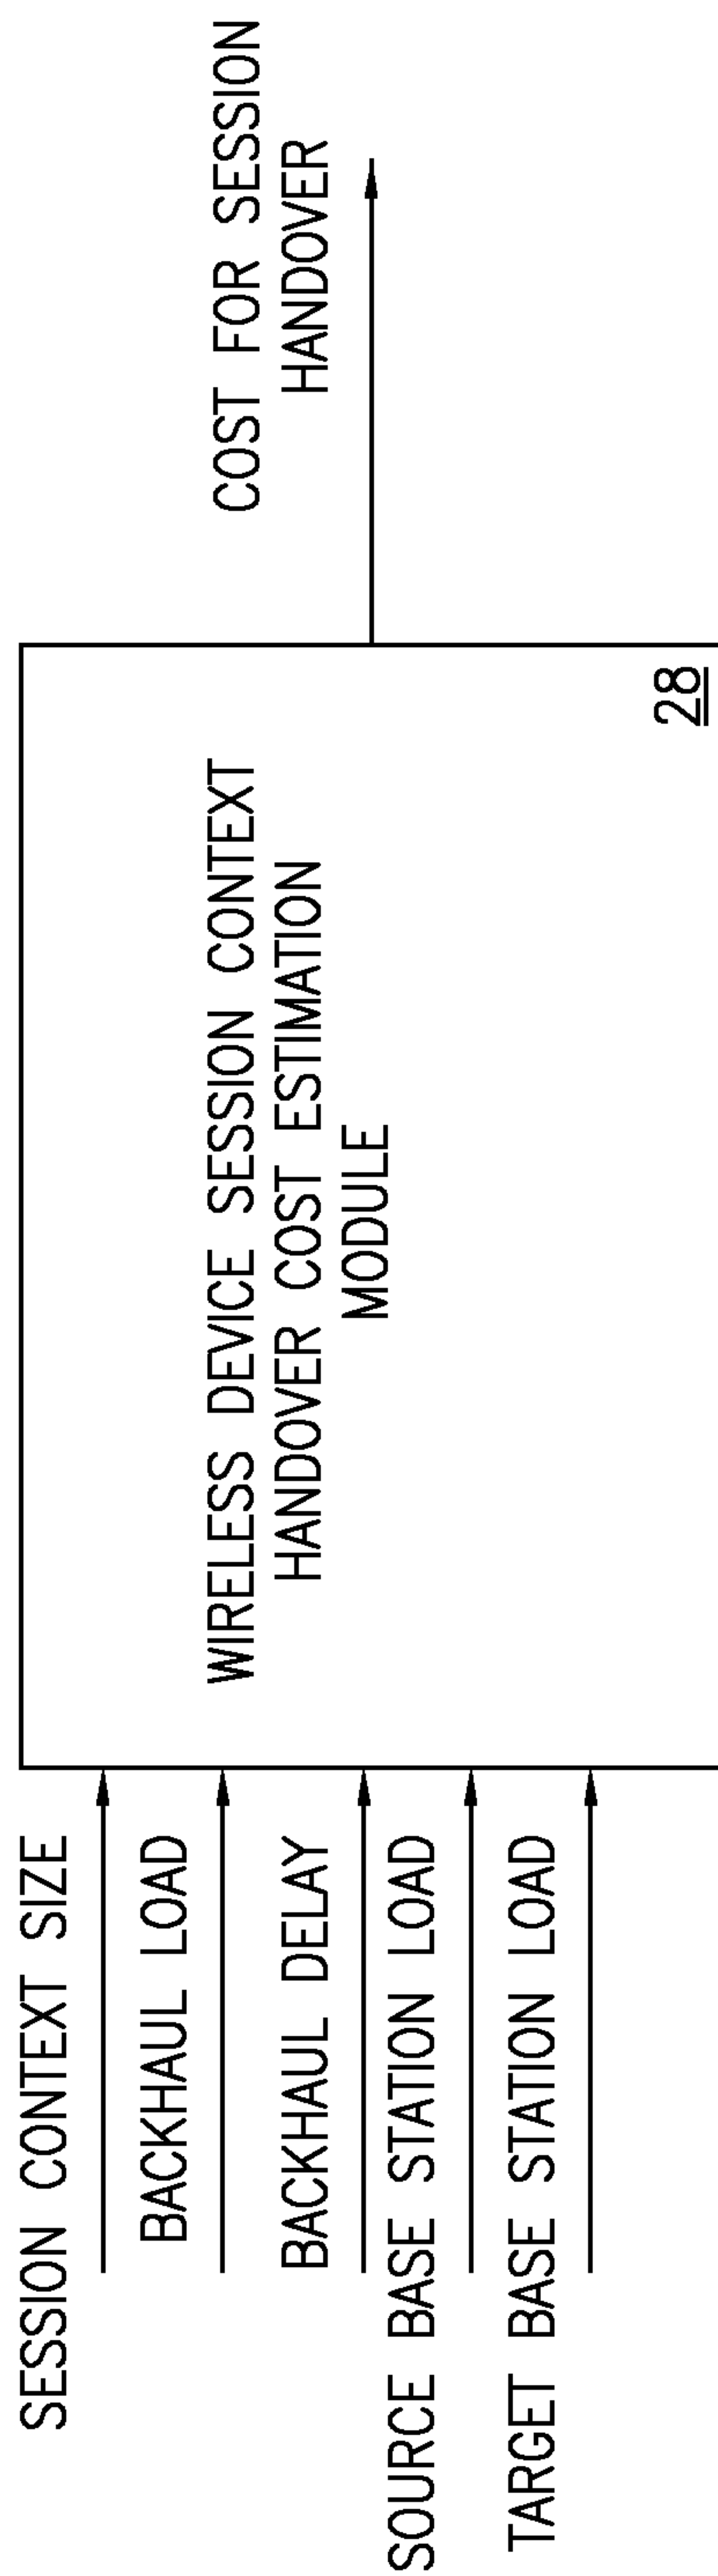 SESSION CONTEXT SIZE
BACKHAUL LOAD
BACKHAUL DELAY
SOURCE BASE STATION LOAD
TARGET BASE STATION LOAD
WIRELESS DEVICE SESSION CONTEXT
HANDOVER COST ESTIMATION
MODULE
28
COST FOR SESSION
HANDOVER